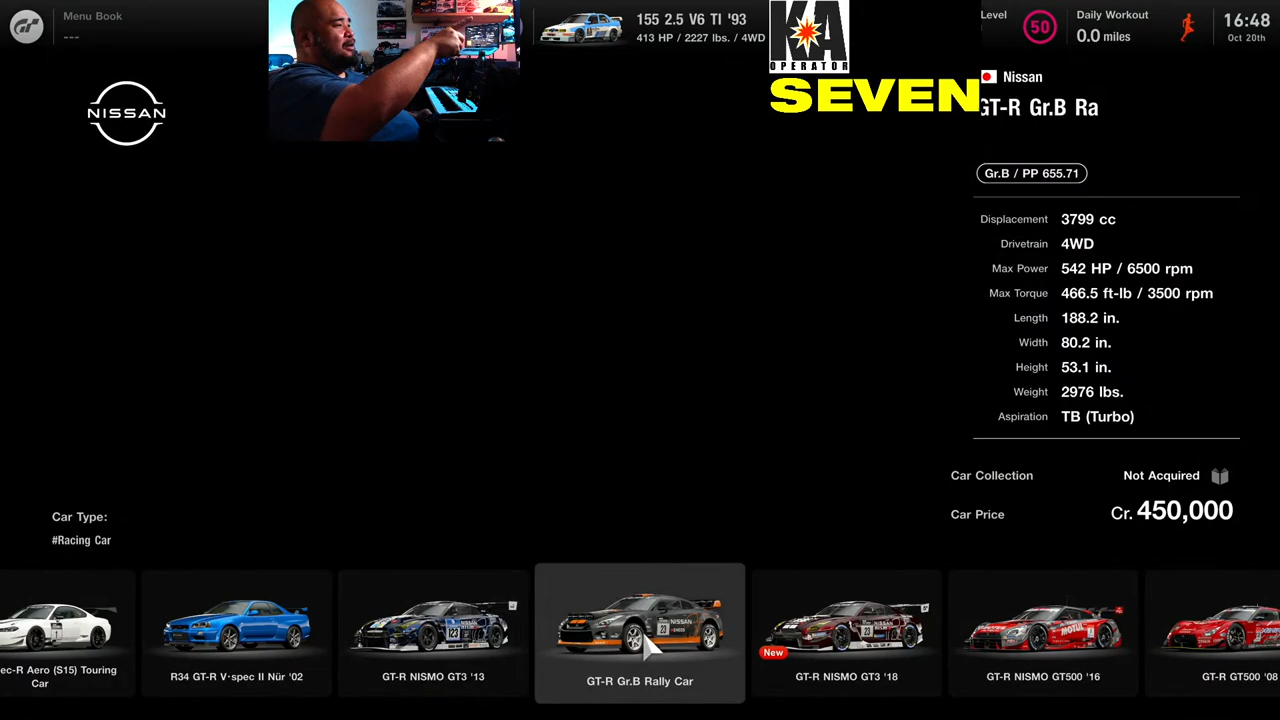 Menu Book
---
155 2.5 V6 TI '93
413 HP / 2227 lbs. / 4WD
KA
OPERATOR
SEVEN
Level
50
Daily Workout
0.0 miles
16:48
Oct 20th
NISSAN
Nissan
GT-R Gr.B Ra
Gr.B / PP 655.71
Displacement 3799 cc
Drivetrain 4WD
Max Power 542 HP / 6500 rpm
Max Torque 466.5 ft-lb / 3500 rpm
Length 188.2 in.
Width 80.2 in.
Height 53.1 in.
Weight 2976 lbs.
Aspiration TB (Turbo)
Car Collection Not Acquired
Car Price Cr. 450,000
Car Type:
#Racing Car
ec-R Aero (S15) Touring
Car
R34 GT-R V·spec II Nür '02
GT-R NISMO GT3 '13
GT-R Gr.B Rally Car
New
GT-R NISMO GT3 '18
GT-R NISMO GT500 '16
GT-R GT500 '08
23
NISSAN
123
23
MOTUL